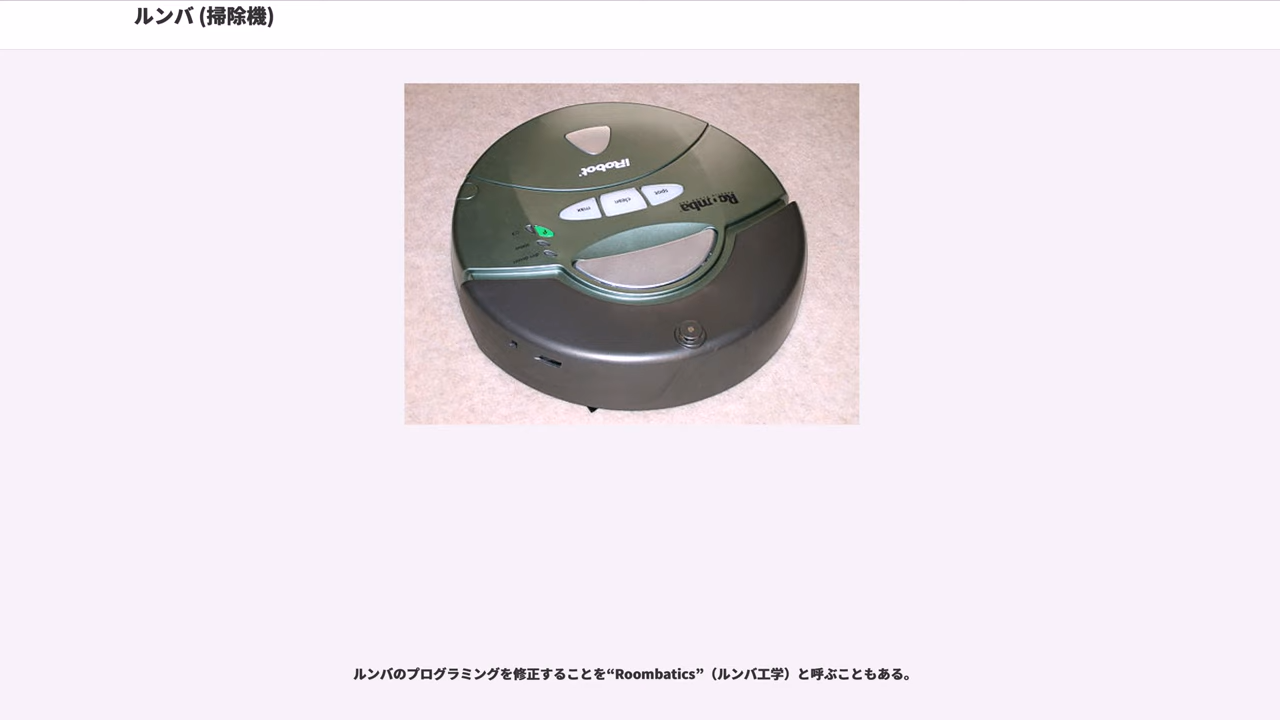 ルンバ (掃除機)
iRobot
Roomba
spot
clean
max
ルンバのプログラミングを修正することを“Roombatics”（ルンバ工学）と呼ぶこともある。